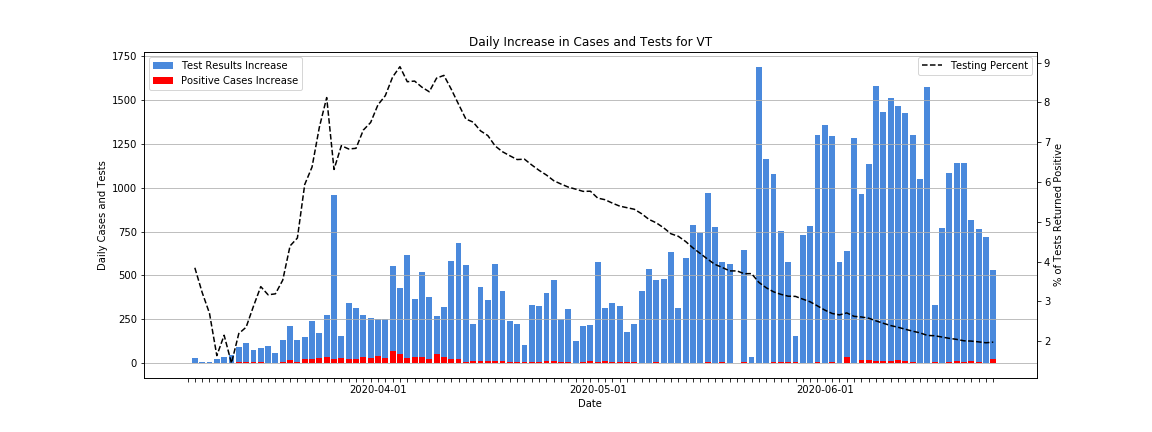 Daily Increase in Cases and Tests for VT
Test Results Increase
Positive Cases Increase
Testing Percent
1750
1500
1250
1000
750
500
250
0
Daily Cases and Tests
9
8
7
6
5
4
3
2
% of Tests Returned Positive
2020-04-01
2020-05-01
2020-06-01
Date